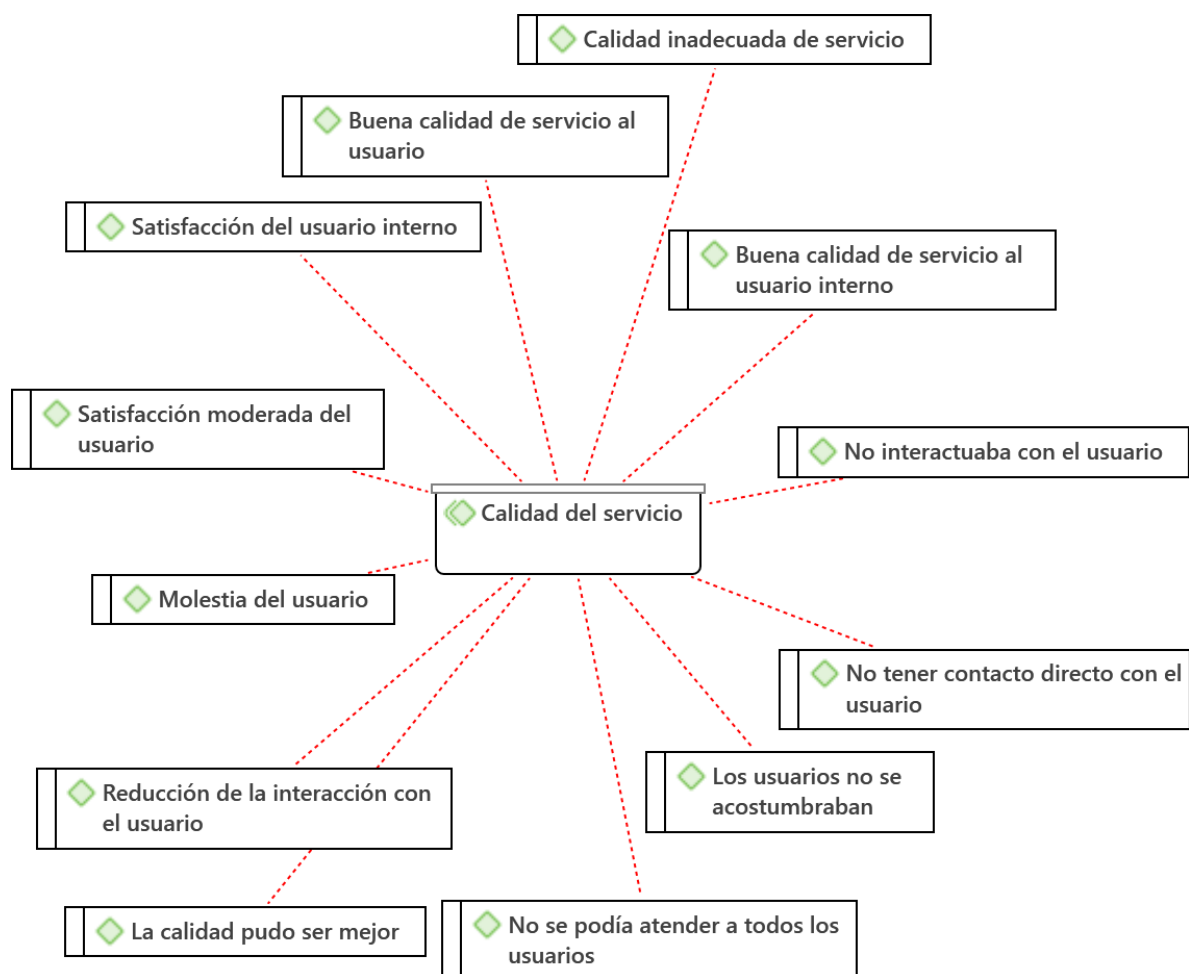 Calidad inadecuada de servicio
Buena calidad de servicio al
usuario
Satisfacción del usuario interno
Buena calidad de servicio al
usuario interno
Satisfacción moderada del
usuario
No interactuaba con el usuario
Calidad del servicio
Molestia del usuario
No tener contacto directo con el
usuario
Los usuarios no se
acostumbraban
Reducción de la interacción con
el usuario
La calidad pudo ser mejor
No se podía atender a todos los
usuarios